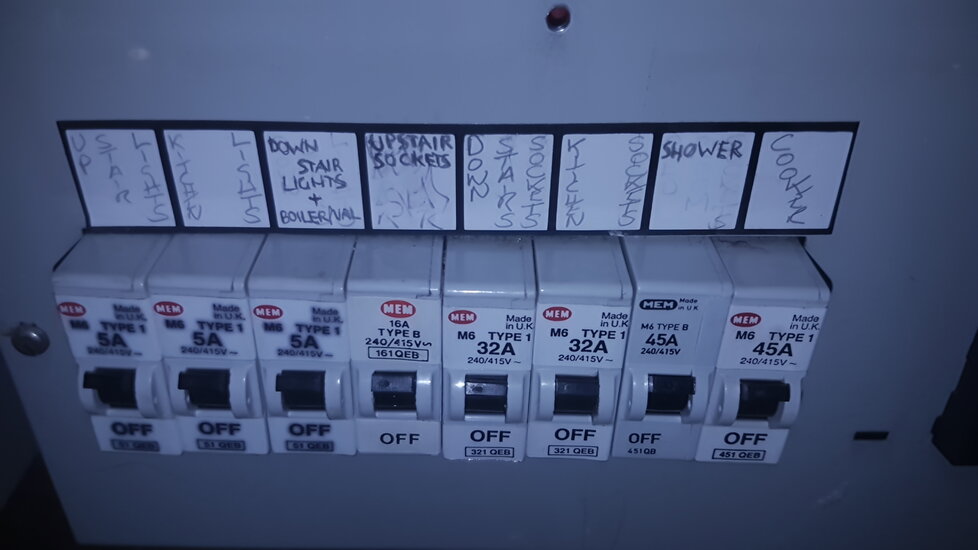 UP STAIR LIGHTS
KITCHN LIGHTS
DOWN
STAIR
LIGHTS
+
BOILER/VAL
UPSTAIR
SOCKETS
DOWN STAIRS SOCKETS
KITCHN SOCKETS
SHOWER
COOKER
MEM Made in U.K.
M6 TYPE 1
5A
240/415V~
OFF
51 QEB
MEM Made in U.K.
M6 TYPE 1
5A
240/415V~
OFF
51 QEB
MEM Made in U.K.
M6 TYPE 1
5A
240/415V~
OFF
51 QEB
MEM
16A
TYPE B
240/415V~
161QEB
OFF
MEM Made in U.K.
M6 TYPE 1
32A
240/415V~
OFF
321 QEB
MEM Made in U.K.
M6 TYPE 1
32A
240/415V~
OFF
321 QEB
MEM Made in U.K.
M6 TYPE B
45A
240/415V
OFF
451QB
MEM Made in U.K.
M6 TYPE 1
45A
240/415V~
OFF
451 QEB